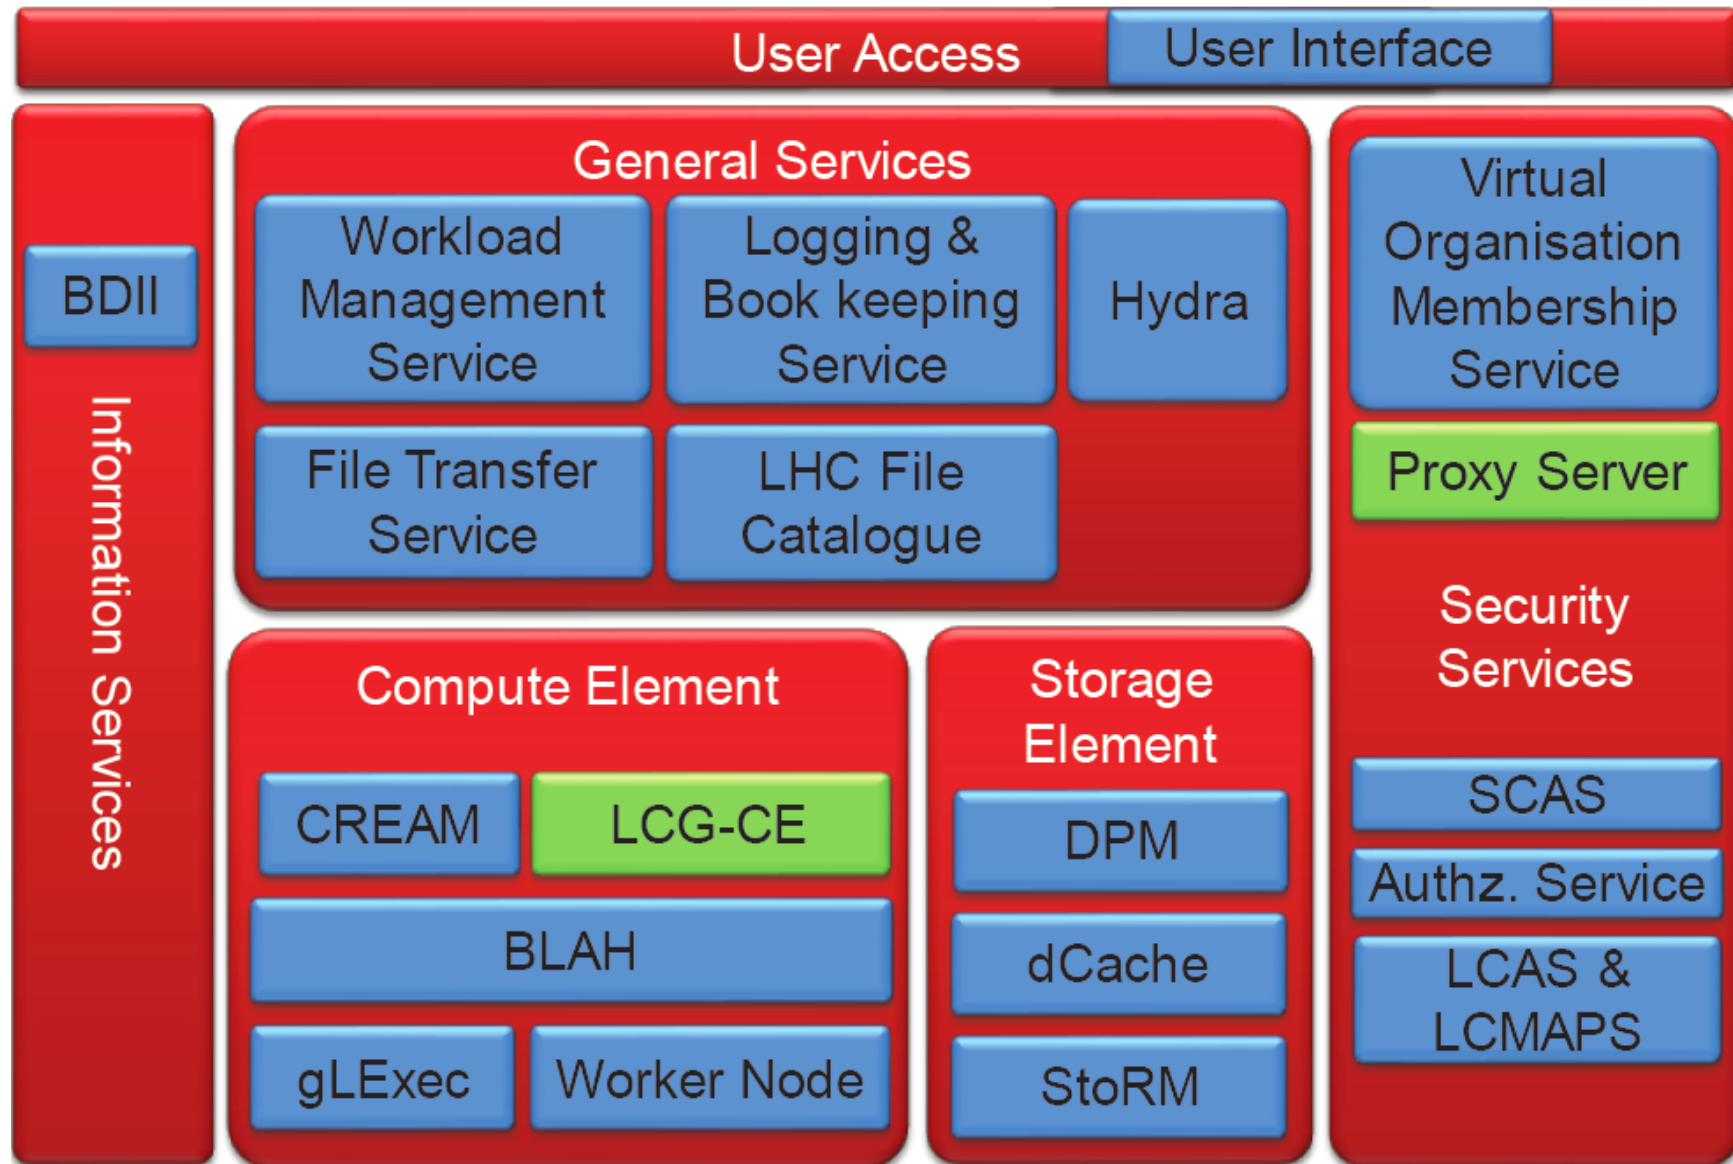 User Access
User Interface
General Services
Workload
Management
Service
Logging &
Book keeping
Service
Hydra
File Transfer
Service
LHC File
Catalogue
BDII
Information Services
Virtual
Organisation
Membership
Service
Proxy Server
Security
Services
SCAS
Authz. Service
LCAS &
LCMAPS
Compute Element
CREAM
LCG-CE
BLAH
gLExec
Worker Node
Storage
Element
DPM
dCache
StoRM